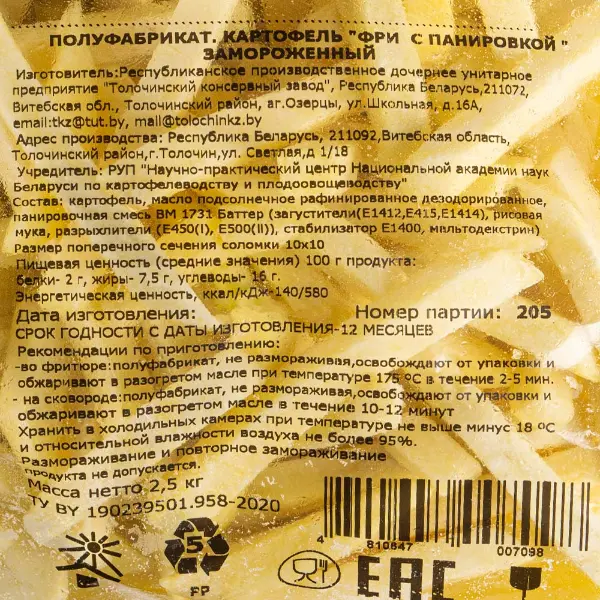 ПОЛУФАБРИКАТ. КАРТОФЕЛЬ "ФРИ С ПАНИРОВКОЙ"
ЗАМОРОЖЕННЫЙ
Изготовитель:Республиканское производственное дочернее унитарное
предприятие "Толочинский консервный завод", Республика Беларусь,211072,
Витебская обл., Толочинский район, аг.Озерцы, ул.Школьная, д.16А,
email:tkz@tut.by, mail@tolochinkz.by
Адрес производства: Республика Беларусь, 211092,Витебская область,
Толочинский район,г.Толочин,ул. Светлая,д 1/18
Учредитель: РУП "Научно-практический центр Национальной академии наук
Беларуси по картофелеводству и плодоовощеводству"
Состав: картофель, масло подсолнечное рафинированное дезодорированное,
панировочная смесь ВМ 1731 Баттер (загустители(Е1412,Е415,Е1414), рисовая
мука, разрыхлители (Е450(I), Е500(II)), стабилизатор Е1400, мальтодекстрин)
Размер поперечного сечения соломки 10х10
Пищевая ценность (средние значения) 100 г продукта:
белки- 2 г, жиры- 7,5 г, углеводы- 16 г.
Энергетическая ценность, ккал/кДж-140/580
Дата изготовления: Номер партии: 205
СРОК ГОДНОСТИ С ДАТЫ ИЗГОТОВЛЕНИЯ-12 МЕСЯЦЕВ
Рекомендации по приготовлению:
-во фритюре:полуфабрикат, не размораживая,освобождают от упаковки и
обжаривают в разогретом масле при температуре 175 ºС в течение 2-5 мин.
- на сковороде:полуфабрикат, не размораживая,освобождают от упаковки и
обжаривают в разогретом масле в течение 10-12 минут
Хранить в холодильных камерах при температуре не выше минус 18 ºС
и относительной влажности воздуха не более 95%.
Размораживание и повторное замораживание
продукта не допускается.
Масса нетто 2,5 кг
ТУ BY 190239501.958-2020
4 810847 007098
5
PP
EAC